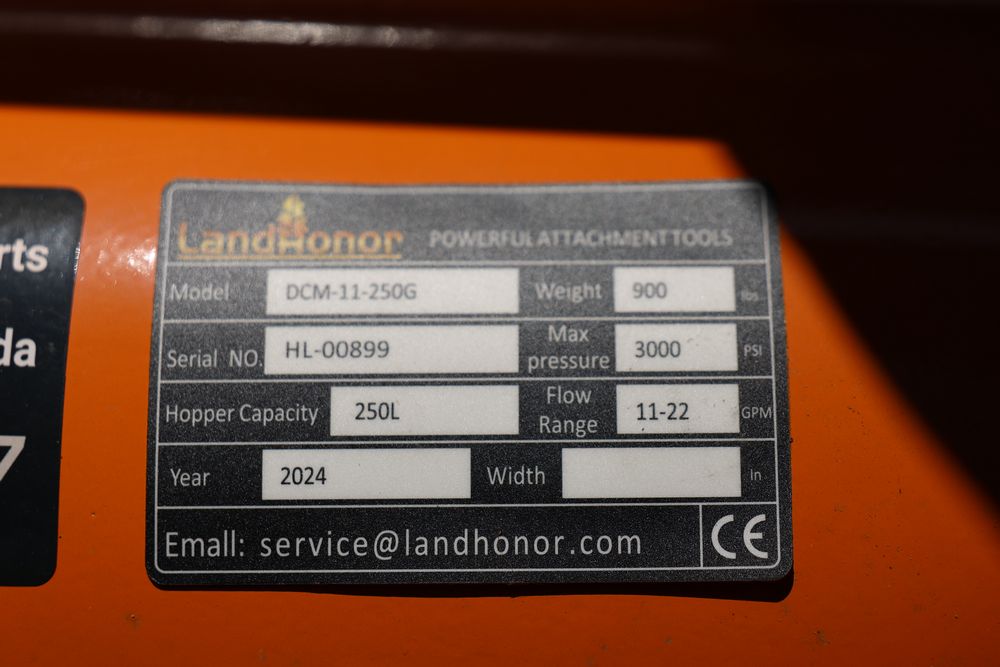 rts
da
7
LandHonor POWERFUL ATTACHMENT TOOLS
Model DCM-11-250G Weight 900 lbs
Serial NO. HL-00899 Max pressure 3000 PSI
Hopper Capacity 250L Flow Range 11-22 GPM
Year 2024 Width In
Emall: service@landhonor.com CE